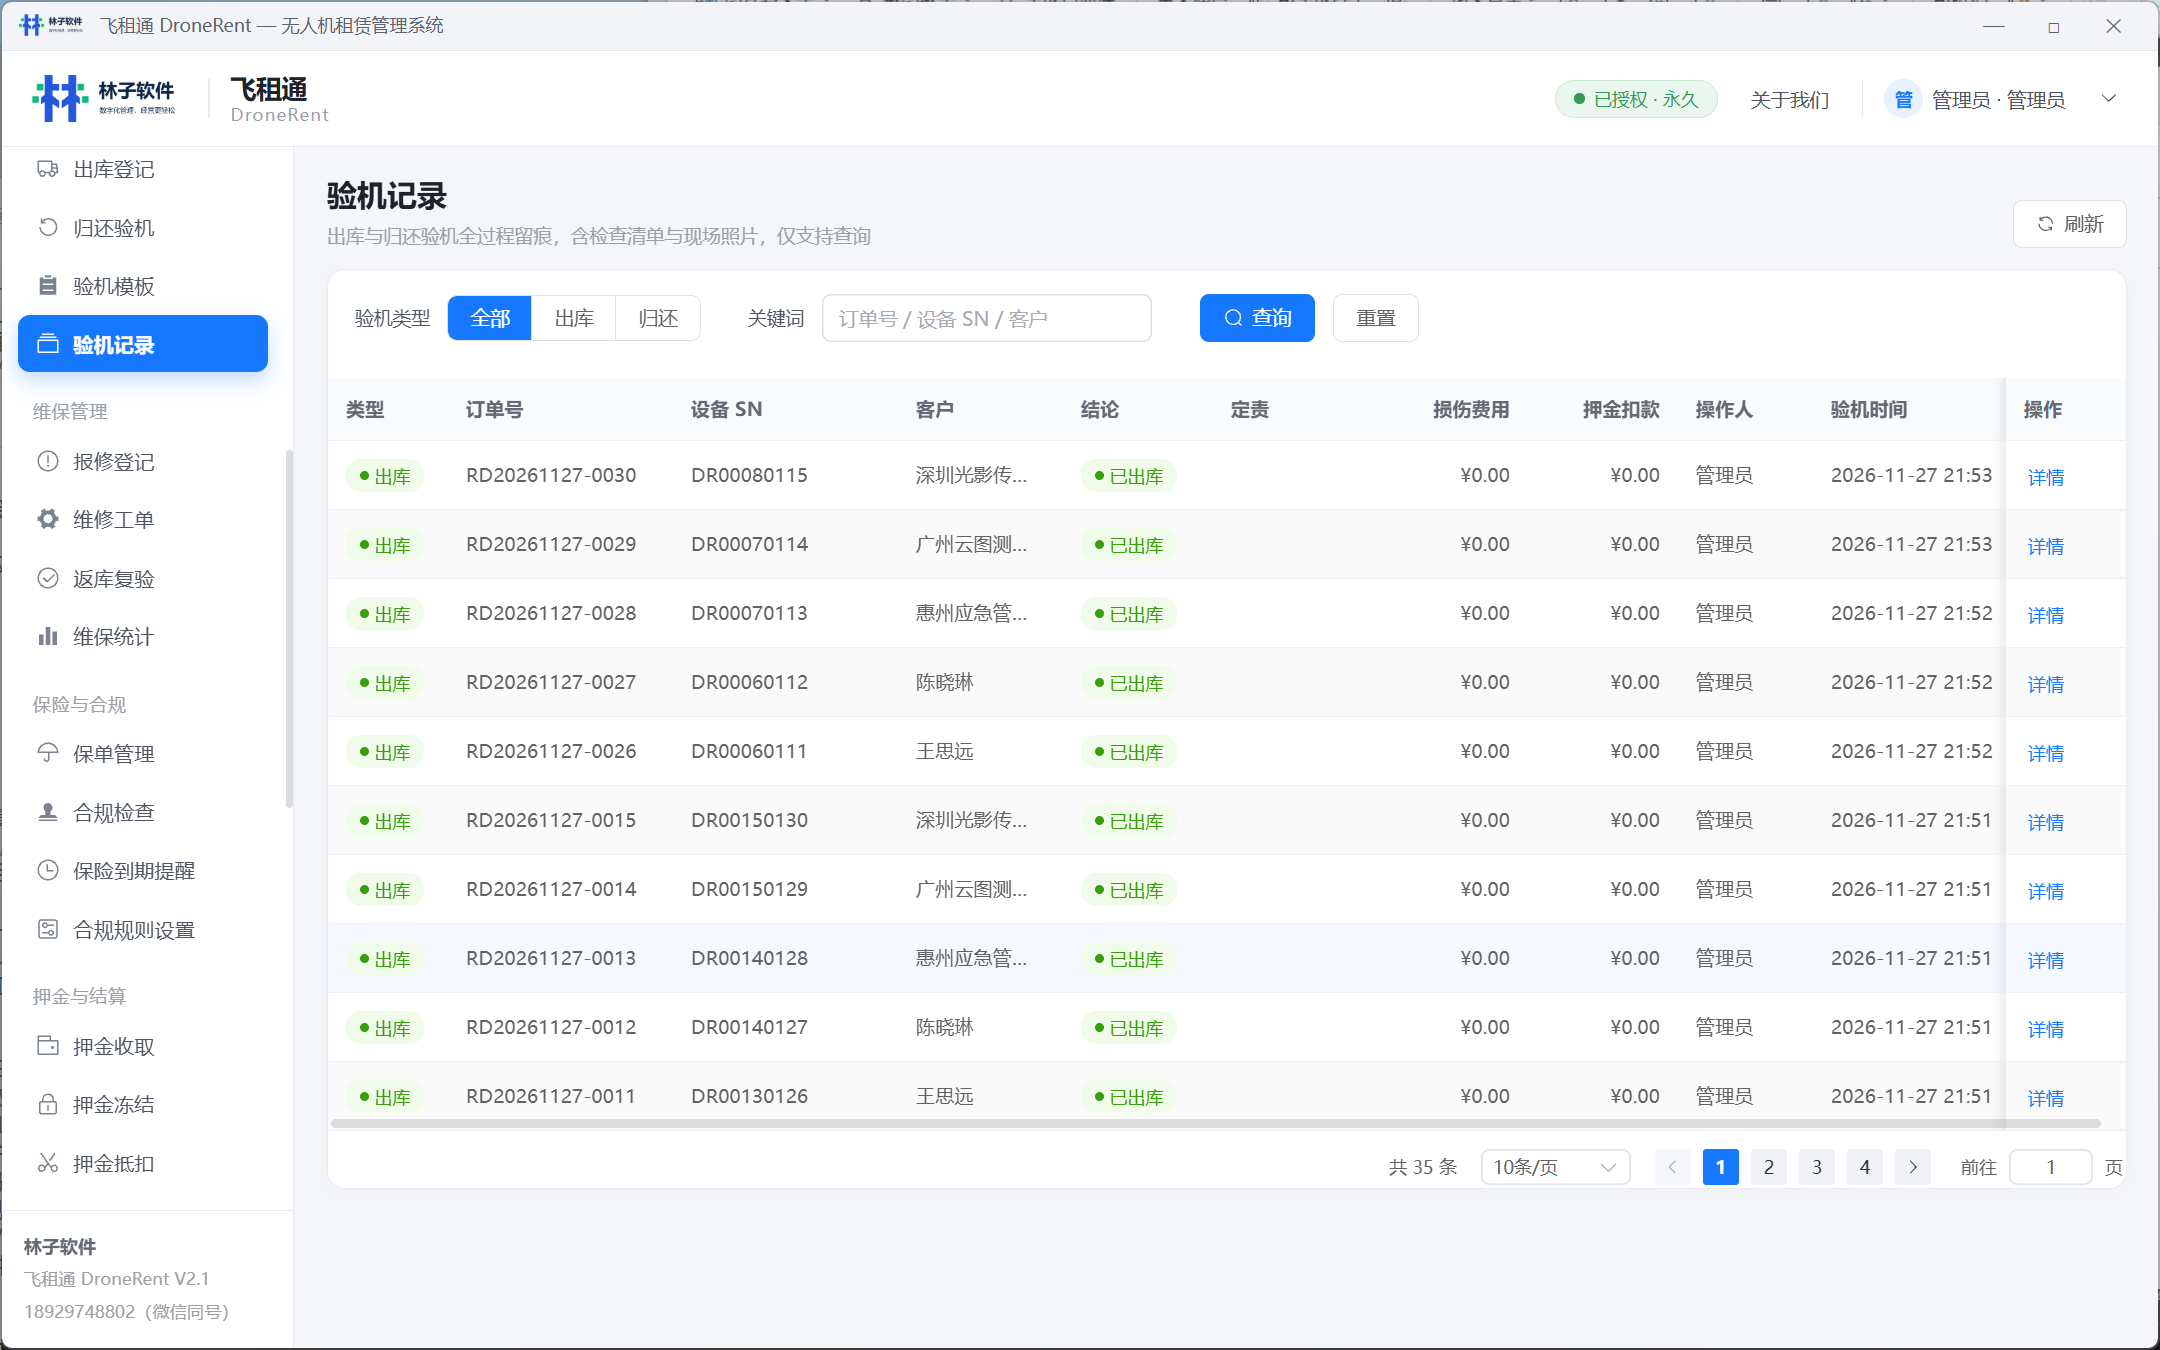 林子软件 飞租通 DroneRent — 无人机租赁管理系统
林子软件
数字化管理，经营更轻松
飞租通
DroneRent
已授权 · 永久
关于我们
管 管理员 · 管理员
出库登记
归还验机
验机模板
验机记录
维保管理
报修登记
维修工单
返库复验
维保统计
保险与合规
保单管理
合规检查
保险到期提醒
合规规则设置
押金与结算
押金收取
押金冻结
押金抵扣
林子软件
飞租通 DroneRent V2.1
18929748802（微信同号）
验机记录
出库与归还验机全过程留痕，含检查清单与现场照片，仅支持查询
刷新
验机类型 全部 出库 归还 关键词 订单号 / 设备 SN / 客户 查询 重置
类型 订单号 设备 SN 客户 结论 定责 损伤费用 押金扣款 操作人 验机时间 操作
出库 RD20261127-0030 DR00080115 深圳光影传... 已出库 ¥0.00 ¥0.00 管理员 2026-11-27 21:53 详情
出库 RD20261127-0029 DR00070114 广州云图测... 已出库 ¥0.00 ¥0.00 管理员 2026-11-27 21:53 详情
出库 RD20261127-0028 DR00070113 惠州应急管... 已出库 ¥0.00 ¥0.00 管理员 2026-11-27 21:52 详情
出库 RD20261127-0027 DR00060112 陈晓琳 已出库 ¥0.00 ¥0.00 管理员 2026-11-27 21:52 详情
出库 RD20261127-0026 DR00060111 王思远 已出库 ¥0.00 ¥0.00 管理员 2026-11-27 21:52 详情
出库 RD20261127-0015 DR00150130 深圳光影传... 已出库 ¥0.00 ¥0.00 管理员 2026-11-27 21:51 详情
出库 RD20261127-0014 DR00150129 广州云图测... 已出库 ¥0.00 ¥0.00 管理员 2026-11-27 21:51 详情
出库 RD20261127-0013 DR00140128 惠州应急管... 已出库 ¥0.00 ¥0.00 管理员 2026-11-27 21:51 详情
出库 RD20261127-0012 DR00140127 陈晓琳 已出库 ¥0.00 ¥0.00 管理员 2026-11-27 21:51 详情
出库 RD20261127-0011 DR00130126 王思远 已出库 ¥0.00 ¥0.00 管理员 2026-11-27 21:51 详情
共 35 条 10条/页 1 2 3 4 前往 1 页